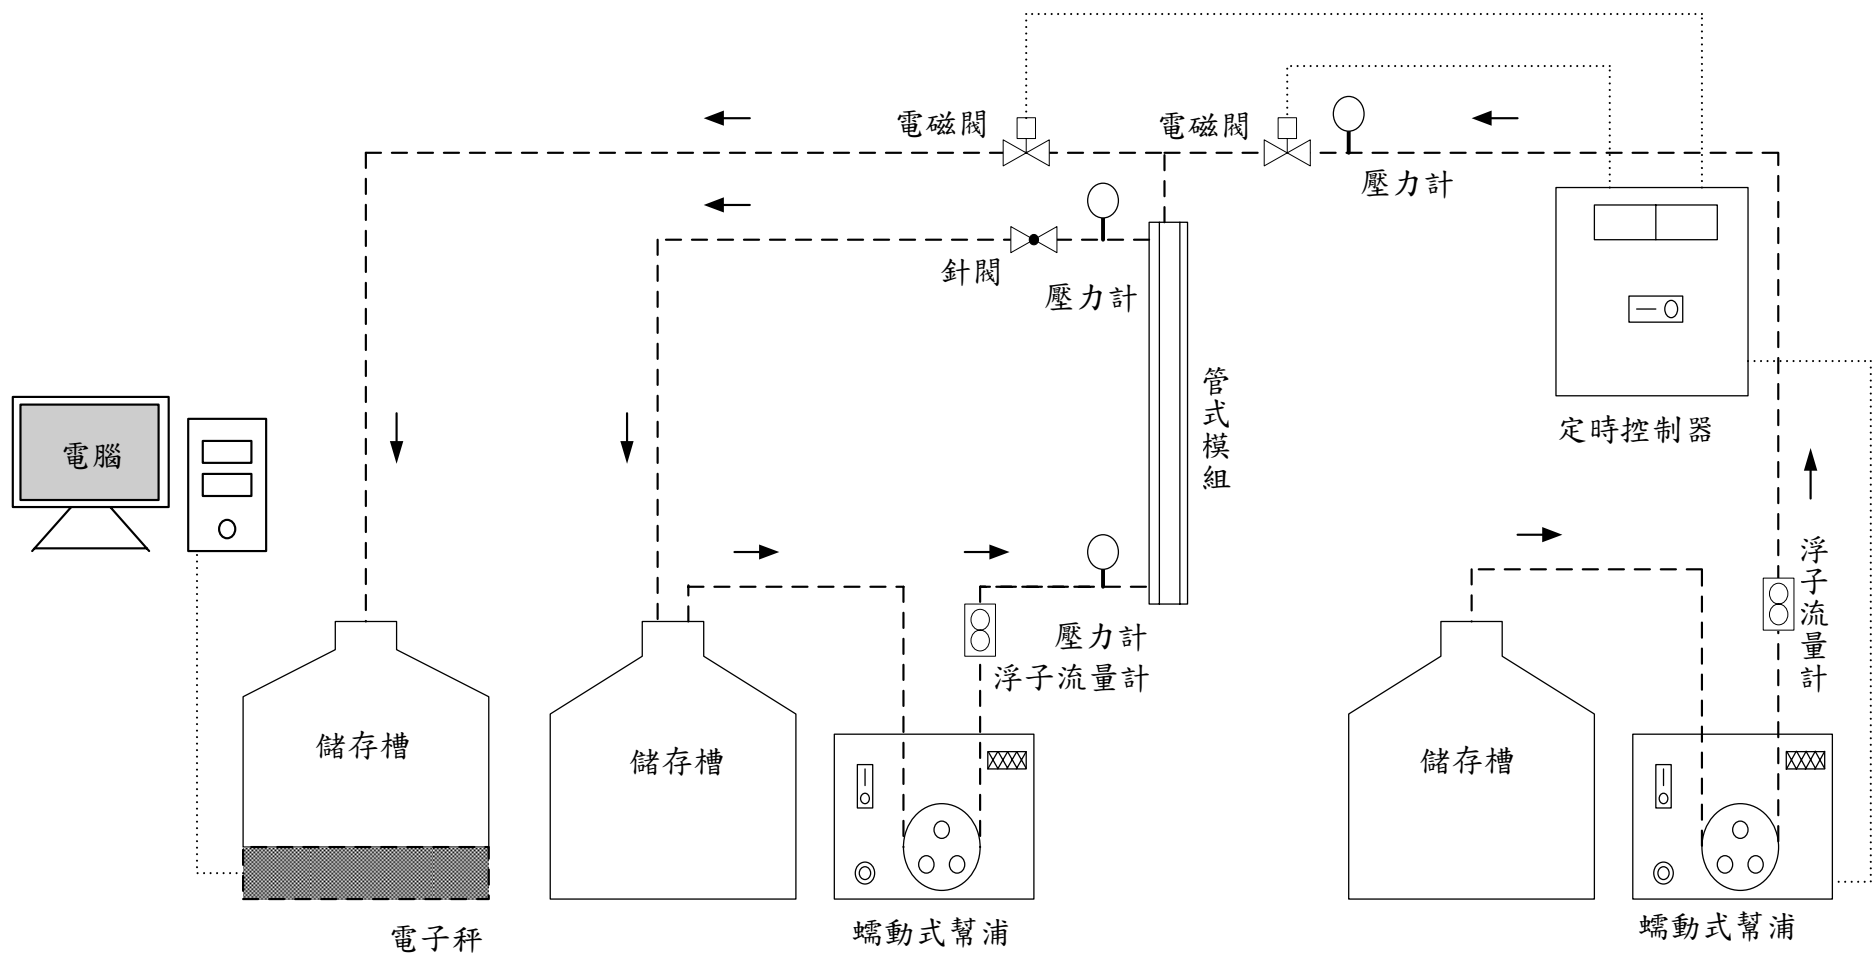 電磁閥
電磁閥
壓力計
針閥
壓力計
管式模組
定時控制器
電腦
浮子流量計
壓力計
浮子流量計
儲存槽
儲存槽
儲存槽
電子秤
蠕動式幫浦
蠕動式幫浦